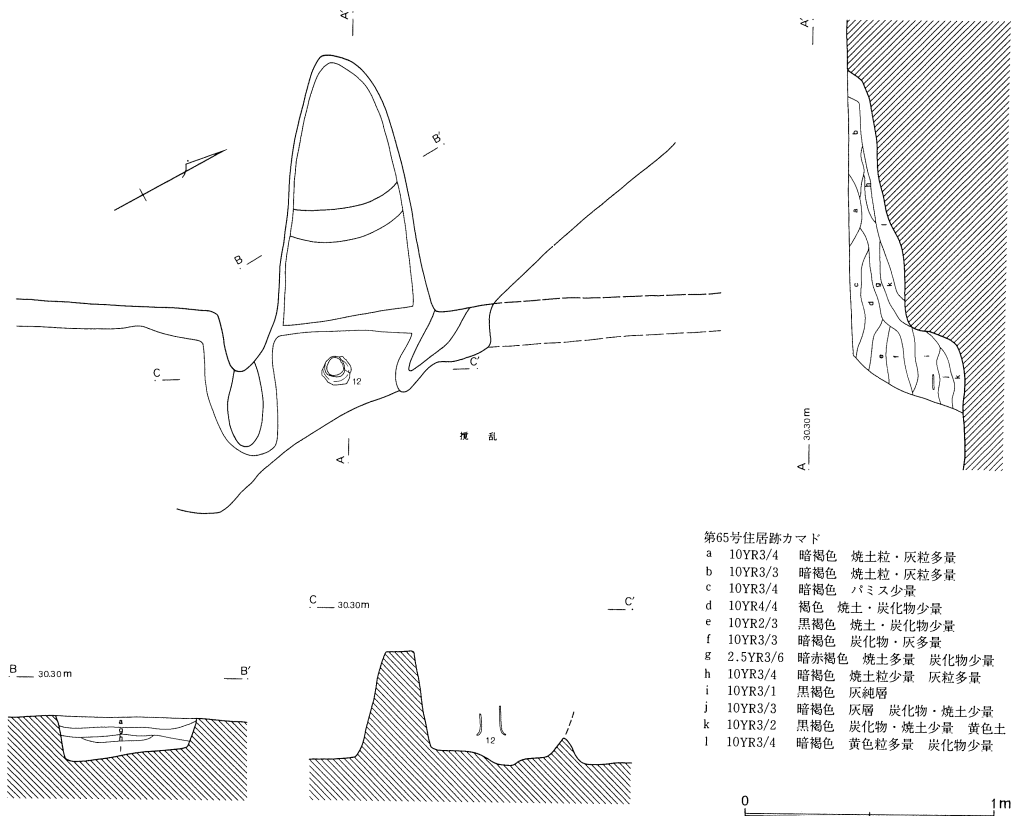 A'
A'
B'
B
C
C'
12
A
攪乱
A 30.30m
b
h
a
l
c
g
k
d
e
f
i
j
k
第65号住居跡カマド
a 10YR3/4 暗褐色 焼土粒・灰粒多量
b 10YR3/3 暗褐色 焼土粒・灰粒多量
c 10YR3/4 暗褐色 パミス少量
d 10YR4/4 褐色 焼土・炭化物少量
e 10YR2/3 黒褐色 焼土・炭化物少量
f 10YR3/3 暗褐色 炭化物・灰多量
g 2.5YR3/6 暗赤褐色 焼土多量 炭化物少量
h 10YR3/4 暗褐色 焼土粒少量 灰粒多量
i 10YR3/1 黒褐色 灰純層
j 10YR3/3 暗褐色 灰層 炭化物・焼土少量
k 10YR3/2 黒褐色 炭化物・焼土少量 黄色土
l 10YR3/4 暗褐色 黄色粒多量 炭化物少量
C 30.30m C'
12
B 30.30m B'
a
g
h
l
0 1m